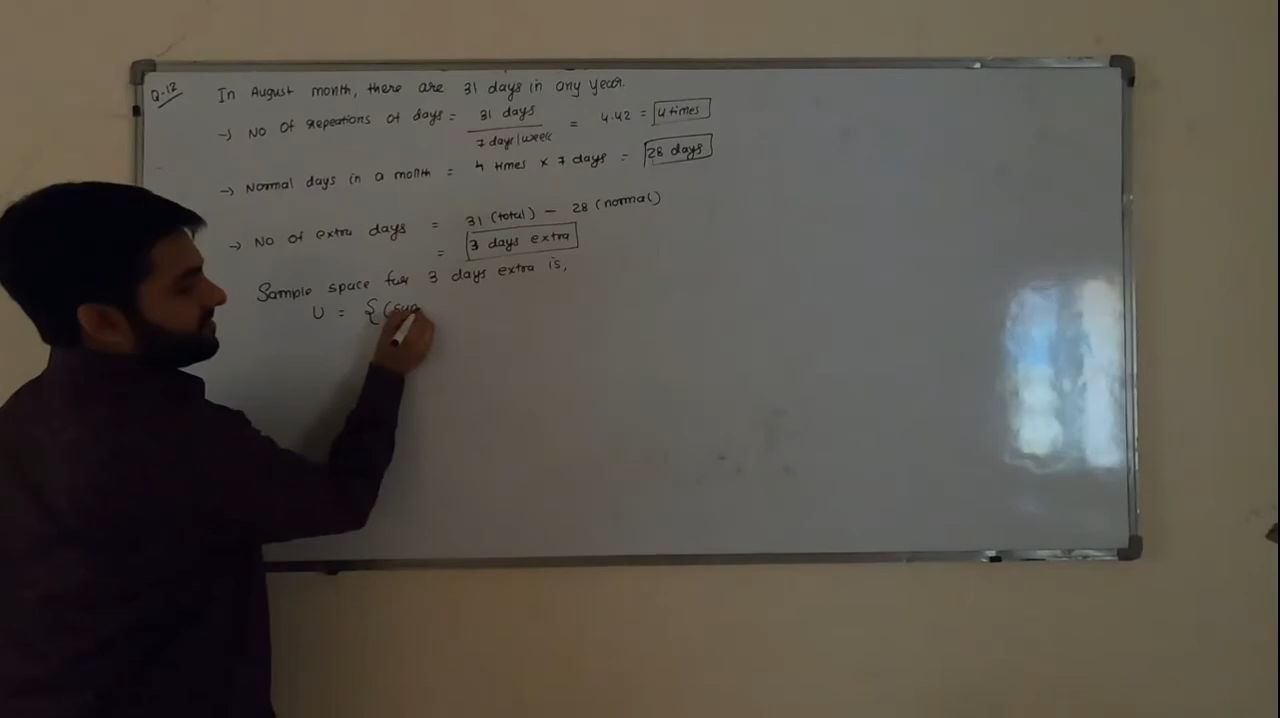 Q-12 In August month, there are 31 days in any year.
→ No of repeations of days = 31 days / 7 days/week = 4.42 = 4 times
→ Normal days in a month = 4 times × 7 days = 28 days
→ No of extra days = 31 (total) - 28 (normal)
= 3 days extra
Sample space for 3 days extra is,
U = {(sun